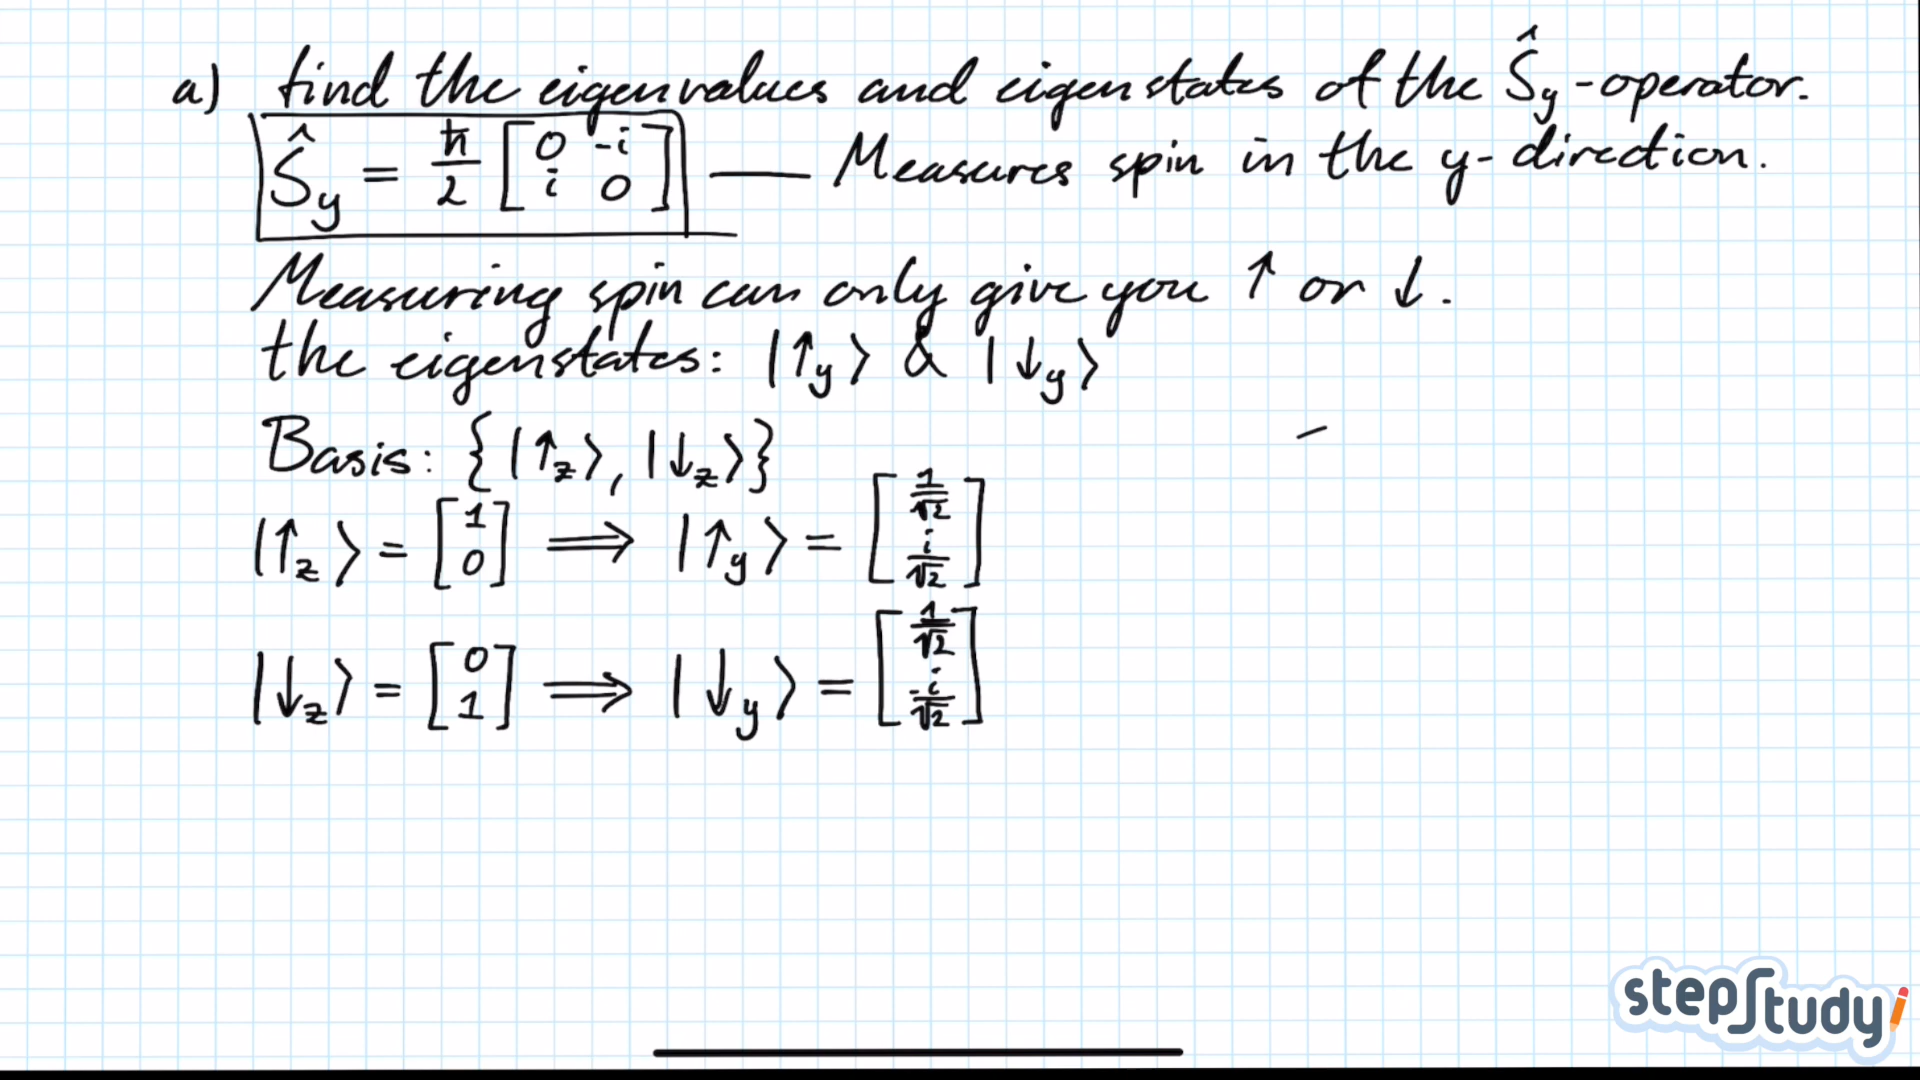 a) find the eigenvalues and eigenstates of the Ŝy-operator.
Ŝy = ħ/2 [0 -i; i 0] — Measures spin in the y-direction.
Measuring spin can only give you ↑ or ↓.
the eigenstates: |↑y⟩ & |↓y⟩
Basis: {|↑z⟩, |↓z⟩}
|↑z⟩ = [1; 0] ⟹ |↑y⟩ = [1/√2; i/√2]
|↓z⟩ = [0; 1] ⟹ |↓y⟩ = [1/√2; -i/√2]
stepStudy